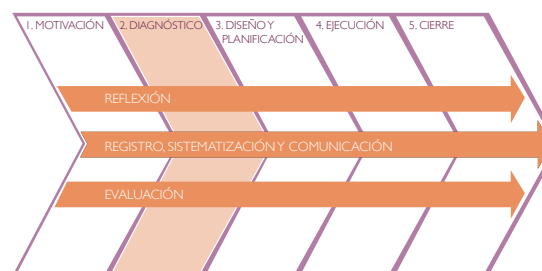 1. MOTIVACIÓN
2. DIAGNÓSTICO
3. DISEÑO Y
PLANIFICACIÓN
4. EJECUCIÓN
5. CIERRE
REFLEXIÓN
REGISTRO, SISTEMATIZACIÓN Y COMUNICACIÓN
EVALUACIÓN